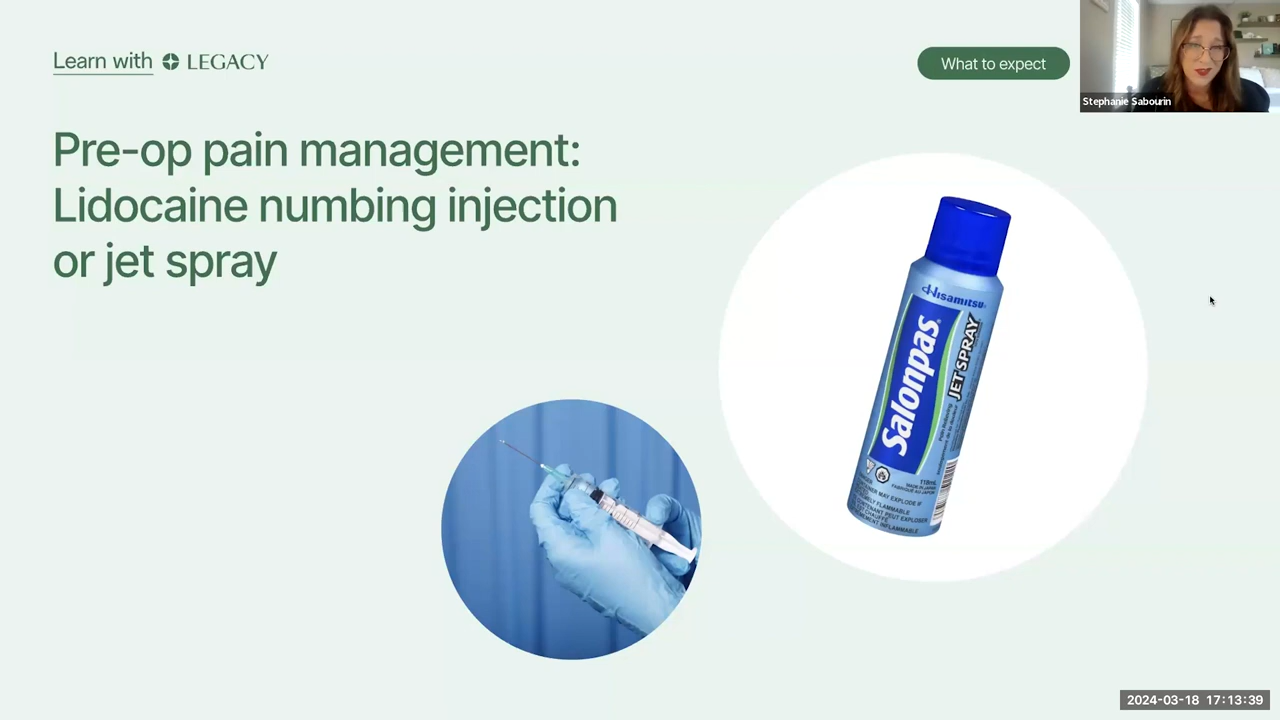 Learn with LEGACY
What to expect
Stephanie Sabourin
Pre-op pain management:
Lidocaine numbing injection
or jet spray
Hisamitsu
Salonpas
JET SPRAY
118mL
2024-03-18 17:13:39